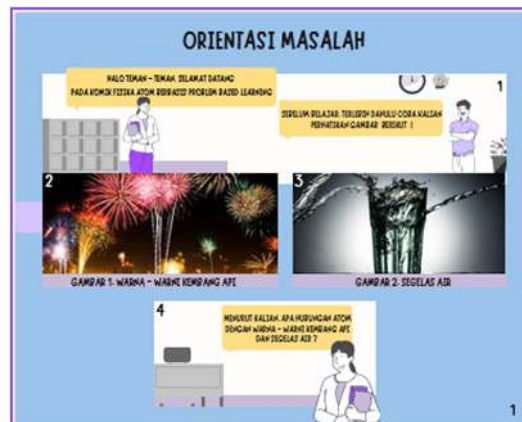 ORIENTASI MASALAH
HALO TEMAN - TEMAN, SELAMAT DATANG
PADA KOMIK FISIKA ATOM BERBASIS PROBLEM BASED LEARNING
1
SEBELUM BELAJAR, TERLEBIH DAHULU COBA KALIAN
PERHATIKAN GAMBAR BERIKUT !
2
3
GAMBAR 1. WARNA - WARNI KEMBANG API
GAMBAR 2. SEGELAS AIR
4
MENURUT KALIAN, APA HUBUNGAN ATOM
DENGAN WARNA - WARNI KEMBANG API
DAN SEGELAS AIR ?
1